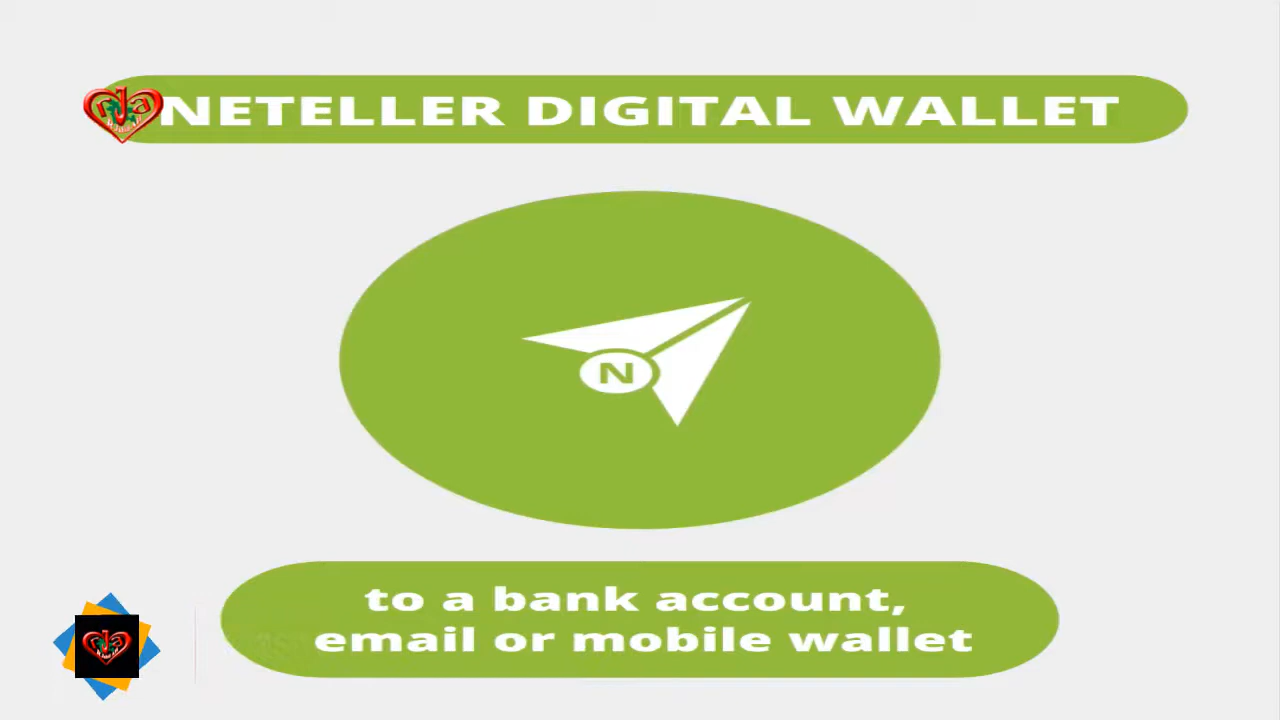 NETELLER DIGITAL WALLET
N
to a bank account,
email or mobile wallet